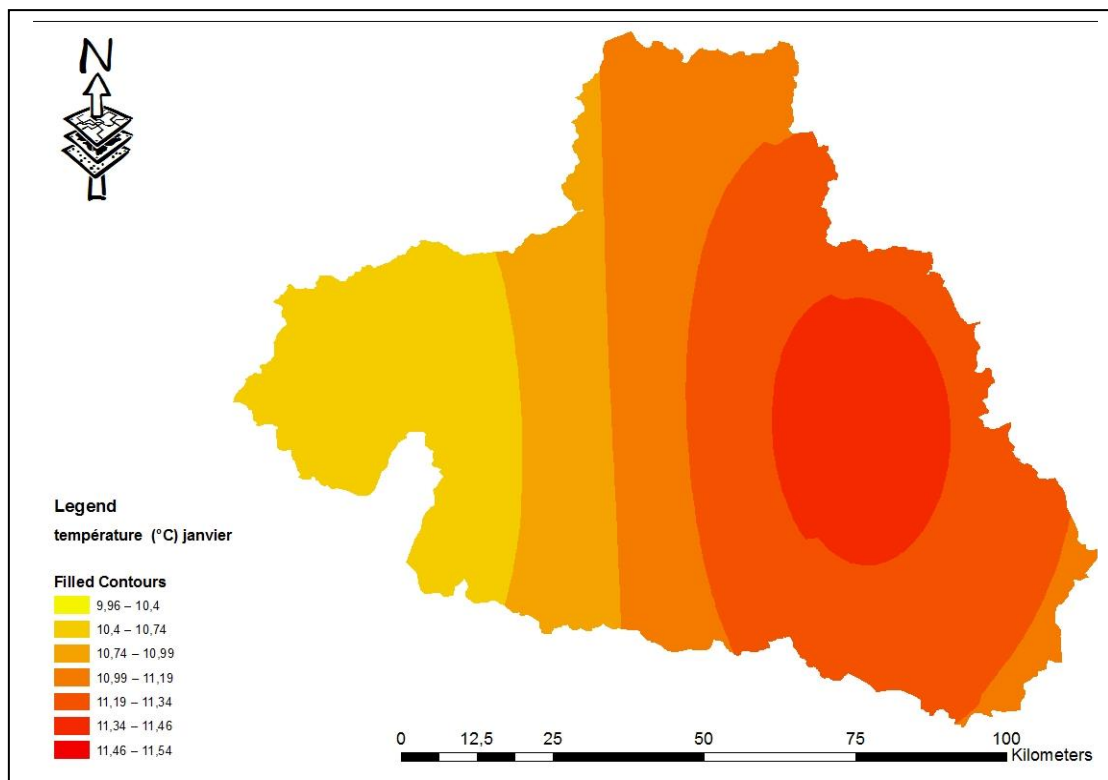 N
Legend
température (°C) janvier
Filled Contours
9,96 – 10,4
10,4 – 10,74
10,74 – 10,99
10,99 – 11,19
11,19 – 11,34
11,34 – 11,46
11,46 – 11,54
0 12,5 25 50 75 100
Kilometers